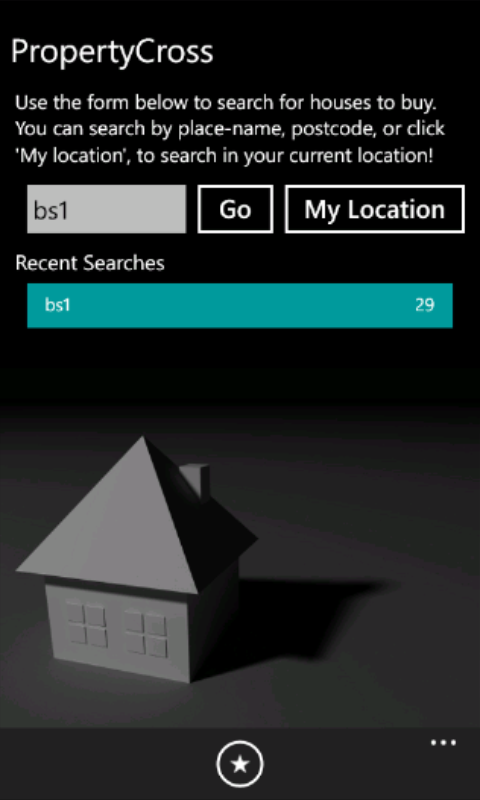 PropertyCross
Use the form below to search for houses to buy.
You can search by place-name, postcode, or click
'My location', to search in your current location!
bs1 Go My Location
Recent Searches
bs1 29